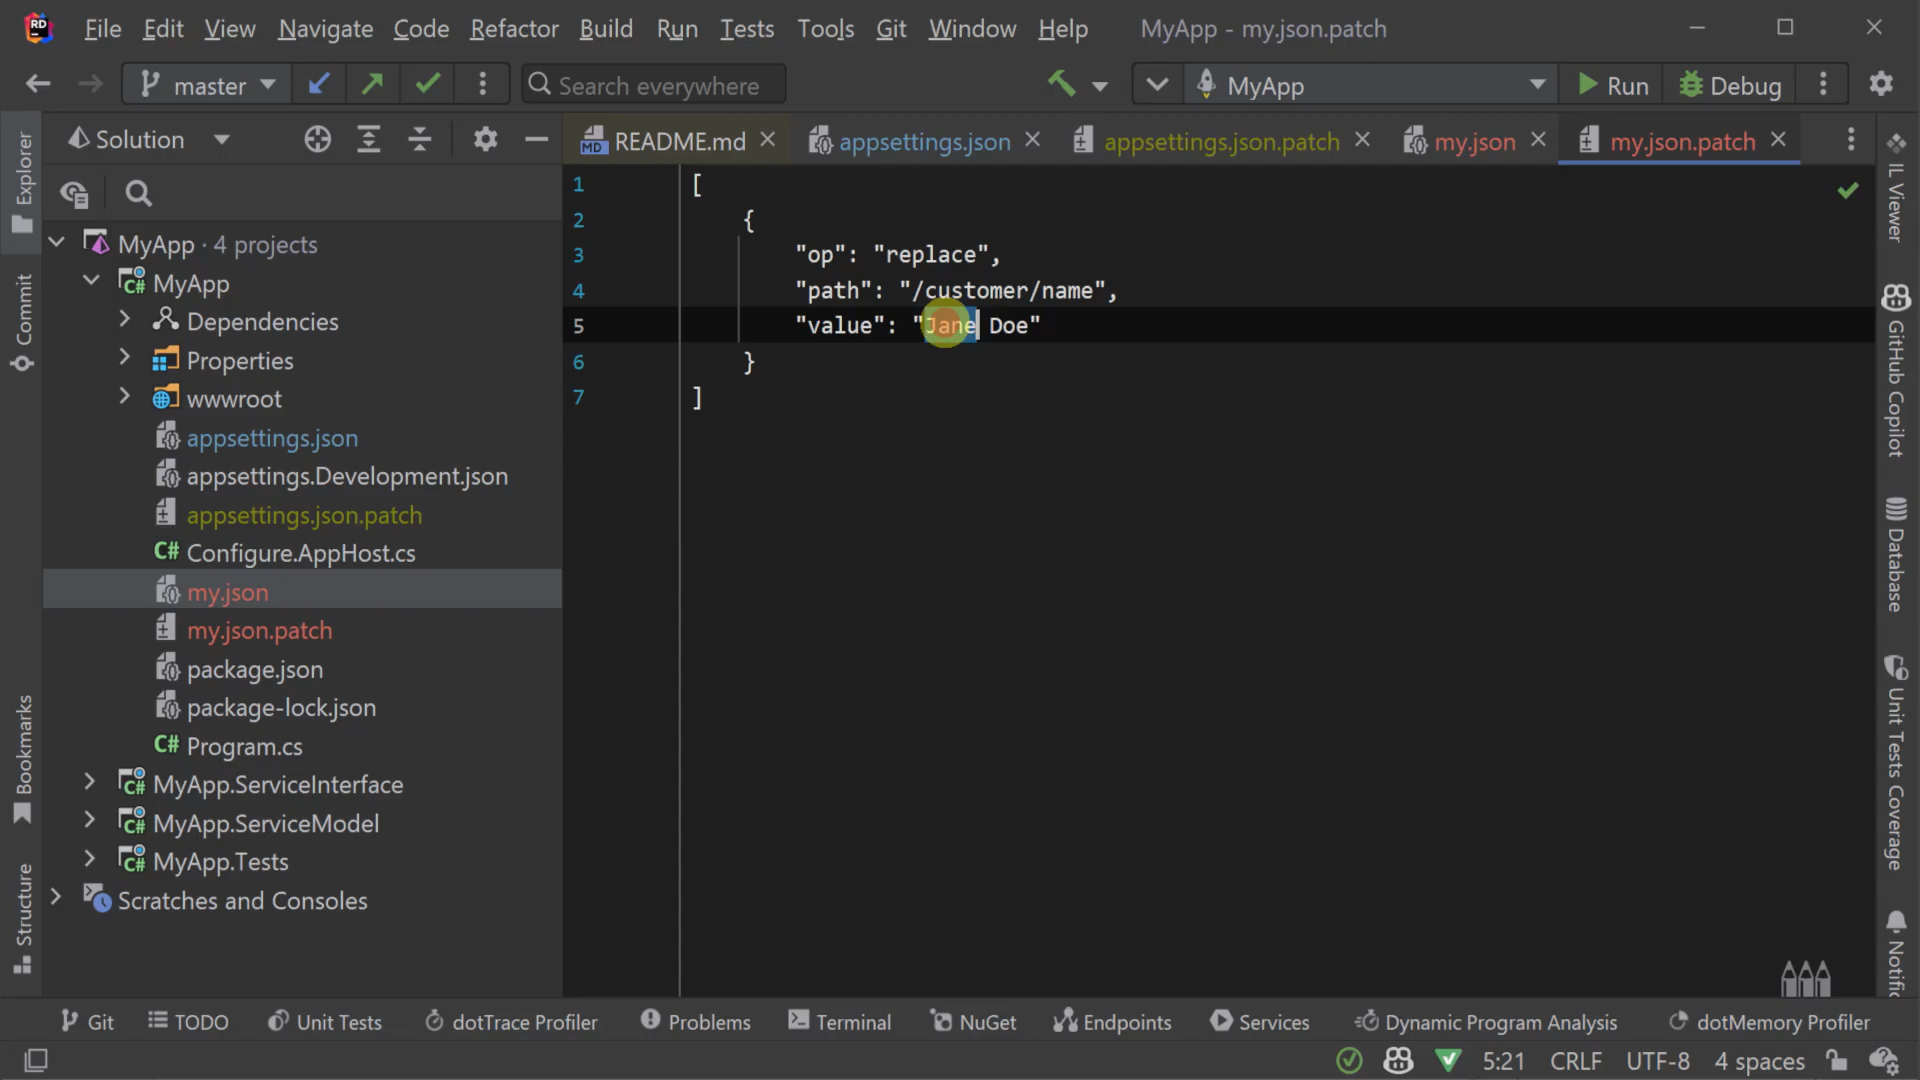 File Edit View Navigate Code Refactor Build Run Tests Tools Git Window Help MyApp - my.json.patch
master Search everywhere MyApp Run Debug
Solution
README.md appsettings.json appsettings.json.patch my.json my.json.patch
MyApp · 4 projects
MyApp
Dependencies
Properties
wwwroot
appsettings.json
appsettings.Development.json
appsettings.json.patch
Configure.AppHost.cs
my.json
my.json.patch
package.json
package-lock.json
Program.cs
MyApp.ServiceInterface
MyApp.ServiceModel
MyApp.Tests
Scratches and Consoles
1 [
2 {
3 "op": "replace",
4 "path": "/customer/name",
5 "value": "Jane Doe"
6 }
7 ]
Explorer
Commit
Bookmarks
Structure
IL Viewer
GitHub Copilot
Database
Unit Tests Coverage
Notific
Git TODO Unit Tests dotTrace Profiler Problems Terminal NuGet Endpoints Services Dynamic Program Analysis dotMemory Profiler
5:21 CRLF UTF-8 4 spaces